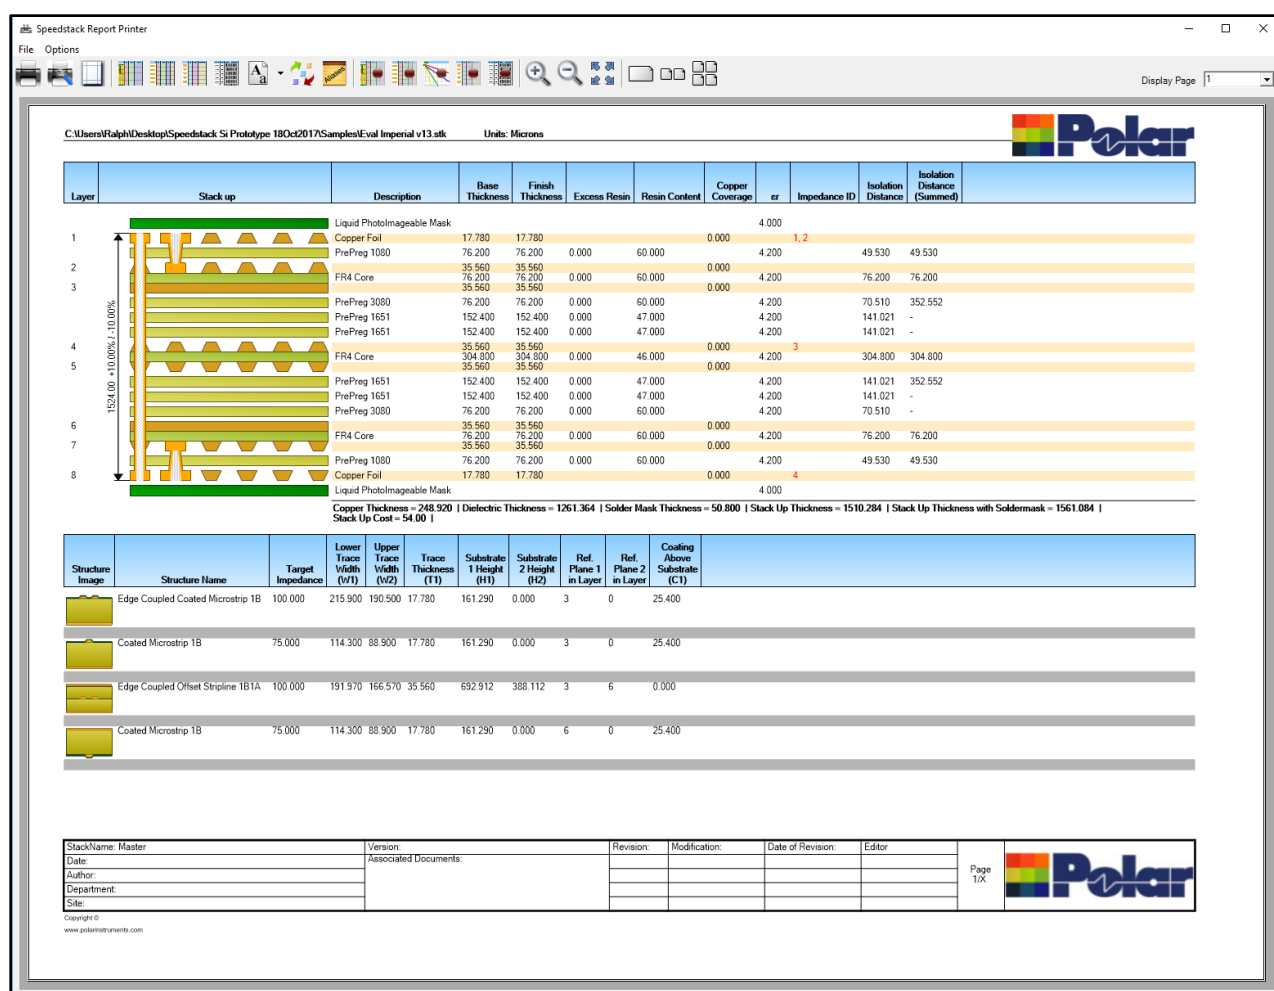 Speedstack Report Printer
File Options
Aliases
Display Page 1
C:\Users\Ralph\Desktop\Speedstack Si Prototype 18Oct2017\Samples\Eval Imperial v13.stk Units: Microns
Polar
Layer Stack up Description Base Thickness Finish Thickness Excess Resin Resin Content Copper Coverage er Impedance ID Isolation Distance Isolation Distance (Summed)
Liquid PhotoImageable Mask 4.000
1 Copper Foil 17.780 17.780 0.000 1, 2
PrePreg 1080 76.200 76.200 0.000 60.000 4.200 49.530 49.530
2 35.560 35.560 0.000
FR4 Core 76.200 76.200 0.000 60.000 4.200 76.200 76.200
3 35.560 35.560 0.000
PrePreg 3080 76.200 76.200 0.000 60.000 4.200 70.510 352.552
PrePreg 1651 152.400 152.400 0.000 47.000 4.200 141.021 -
PrePreg 1651 152.400 152.400 0.000 47.000 4.200 141.021 -
4 35.560 35.560 0.000 3
FR4 Core 304.800 304.800 0.000 46.000 4.200 304.800 304.800
5 35.560 35.560 0.000
PrePreg 1651 152.400 152.400 0.000 47.000 4.200 141.021 352.552
PrePreg 1651 152.400 152.400 0.000 47.000 4.200 141.021 -
PrePreg 3080 76.200 76.200 0.000 60.000 4.200 70.510 -
6 35.560 35.560 0.000
FR4 Core 76.200 76.200 0.000 60.000 4.200 76.200 76.200
7 35.560 35.560 0.000
PrePreg 1080 76.200 76.200 0.000 60.000 4.200 49.530 49.530
8 Copper Foil 17.780 17.780 0.000 4
Liquid PhotoImageable Mask 4.000
1524.00 +10.00% / -10.00%
Copper Thickness = 248.920 | Dielectric Thickness = 1261.364 | Solder Mask Thickness = 50.800 | Stack Up Thickness = 1510.284 | Stack Up Thickness with Soldermask = 1561.084 |
Stack Up Cost = 54.00 |
Structure Image Structure Name Target Impedance Lower Trace Width (W1) Upper Trace Width (W2) Trace Thickness (T1) Substrate 1 Height (H1) Substrate 2 Height (H2) Ref. Plane 1 in Layer Ref. Plane 2 in Layer Coating Above Substrate (C1)
Edge Coupled Coated Microstrip 1B 100.000 215.900 190.500 17.780 161.290 0.000 3 0 25.400
Coated Microstrip 1B 75.000 114.300 88.900 17.780 161.290 0.000 3 0 25.400
Edge Coupled Offset Stripline 1B1A 100.000 191.970 166.570 35.560 692.912 388.112 3 6 0.000
Coated Microstrip 1B 75.000 114.300 88.900 17.780 161.290 0.000 6 0 25.400
StackName: Master Version: Revision: Modification: Date of Revision: Editor
Date: Associated Documents:
Author:
Department:
Site:
Page
1/X
Polar
Copyright ©
www.polarinstruments.com